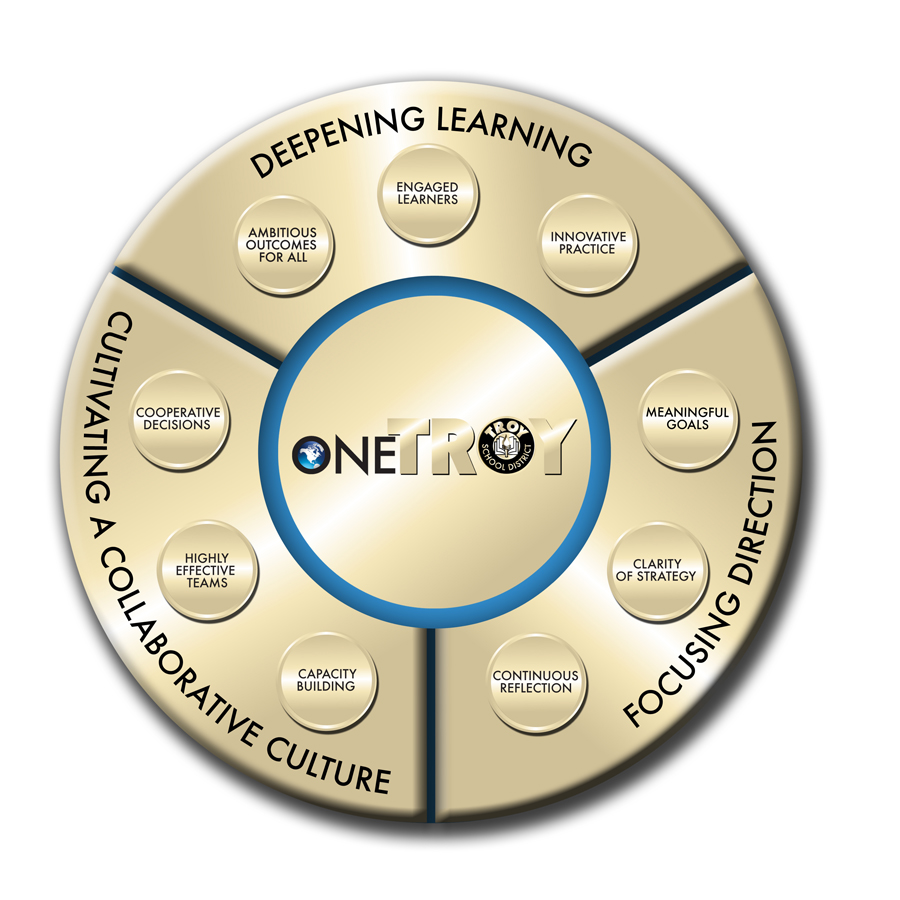 DEEPENING LEARNING
ENGAGED
LEARNERS
AMBITIOUS
OUTCOMES
FOR ALL
INNOVATIVE
PRACTICE
CULTIVATING A COLLABORATIVE CULTURE
COOPERATIVE
DECISIONS
HIGHLY
EFFECTIVE
TEAMS
CAPACITY
BUILDING
ONETROY
TROY
SCHOOL DISTRICT
FOCUSING DIRECTION
MEANINGFUL
GOALS
CLARITY
OF STRATEGY
CONTINUOUS
REFLECTION